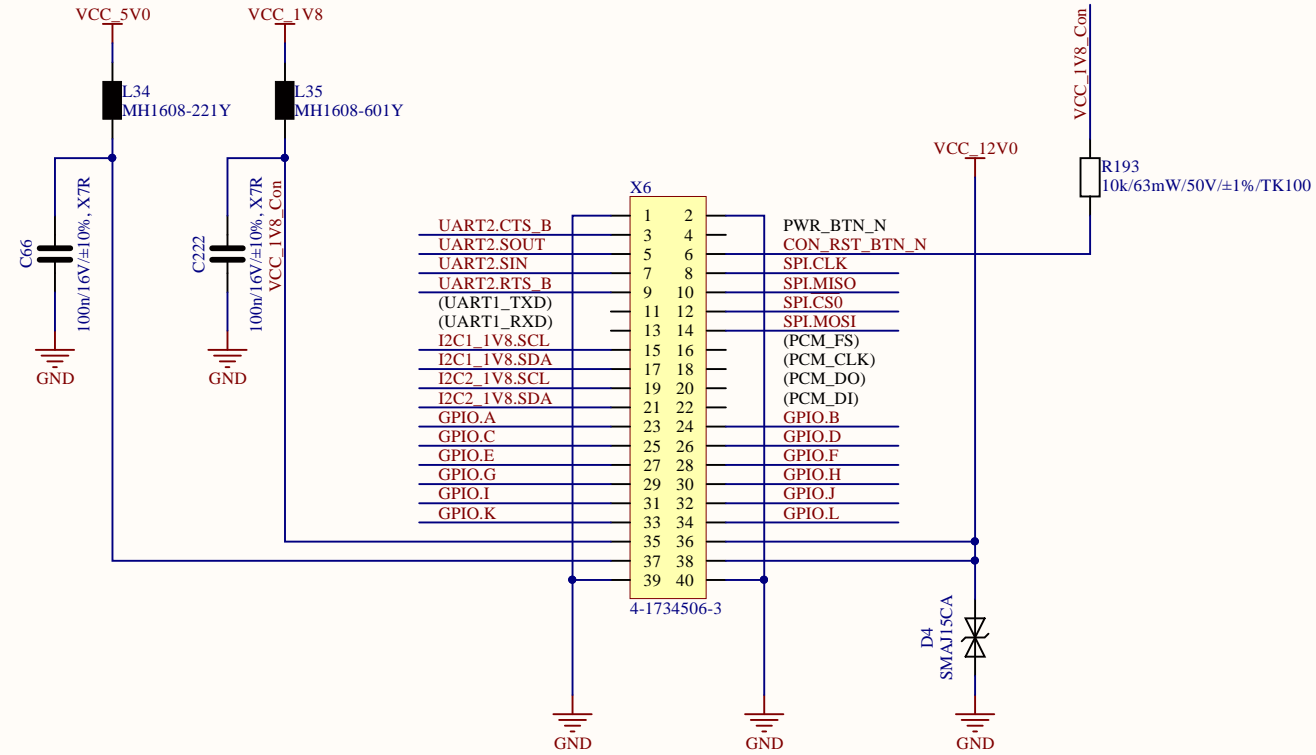 VCC_5V0
VCC_1V8
VCC_1V8_Con
L34
MH1608-221Y
L35
MH1608-601Y
VCC_12V0
R193
10k/63mW/50V/±1%/TK100
C66
100n/16V/±10%, X7R
C222
100n/16V/±10%, X7R
VCC_1V8_Con
GND
GND
X6
1 2 PWR_BTN_N
UART2.CTS_B 3 4
UART2.SOUT 5 6 CON_RST_BTN_N
UART2.SIN 7 8 SPI.CLK
UART2.RTS_B 9 10 SPI.MISO
(UART1_TXD) 11 12 SPI.CS0
(UART1_RXD) 13 14 SPI.MOSI
I2C1_1V8.SCL 15 16 (PCM_FS)
I2C1_1V8.SDA 17 18 (PCM_CLK)
I2C2_1V8.SCL 19 20 (PCM_DO)
I2C2_1V8.SDA 21 22 (PCM_DI)
GPIO.A 23 24 GPIO.B
GPIO.C 25 26 GPIO.D
GPIO.E 27 28 GPIO.F
GPIO.G 29 30 GPIO.H
GPIO.I 31 32 GPIO.J
GPIO.K 33 34 GPIO.L
35 36
37 38
39 40
4-1734506-3
D4
SMAJ15CA
GND
GND
GND